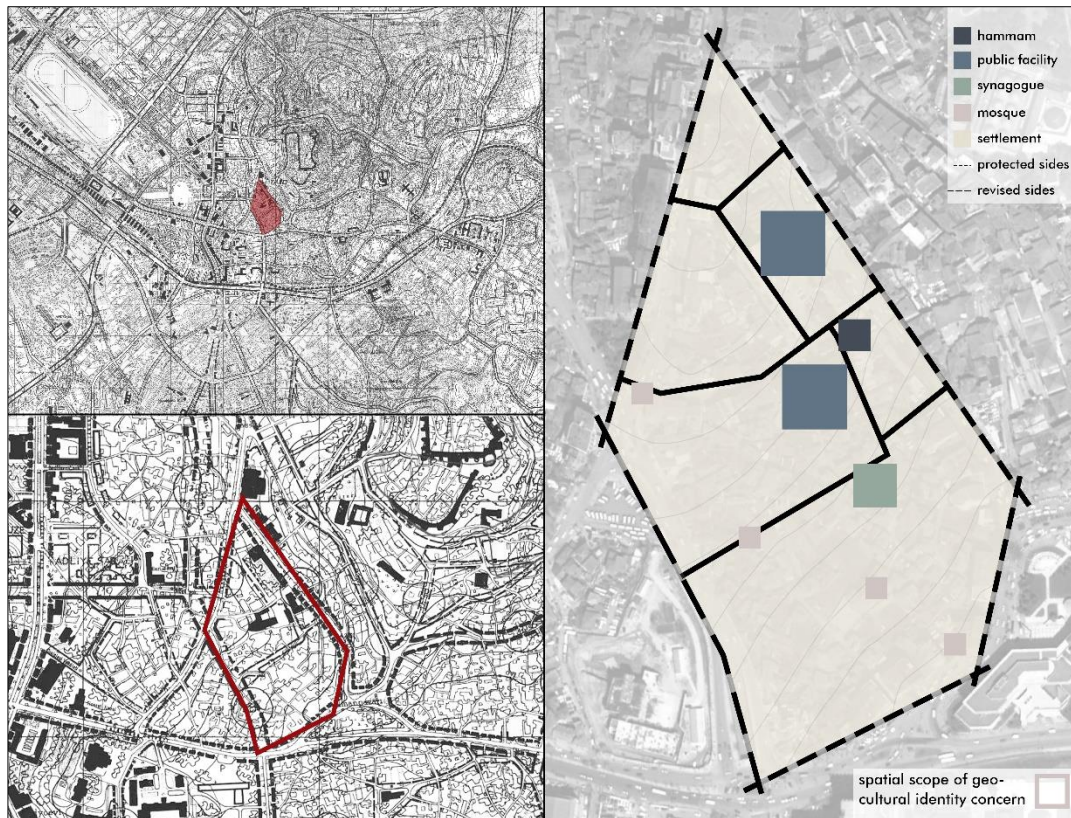 hammam
public facility
synagogue
mosque
settlement
protected sides
revised sides
spatial scope of geo-
cultural identity concern